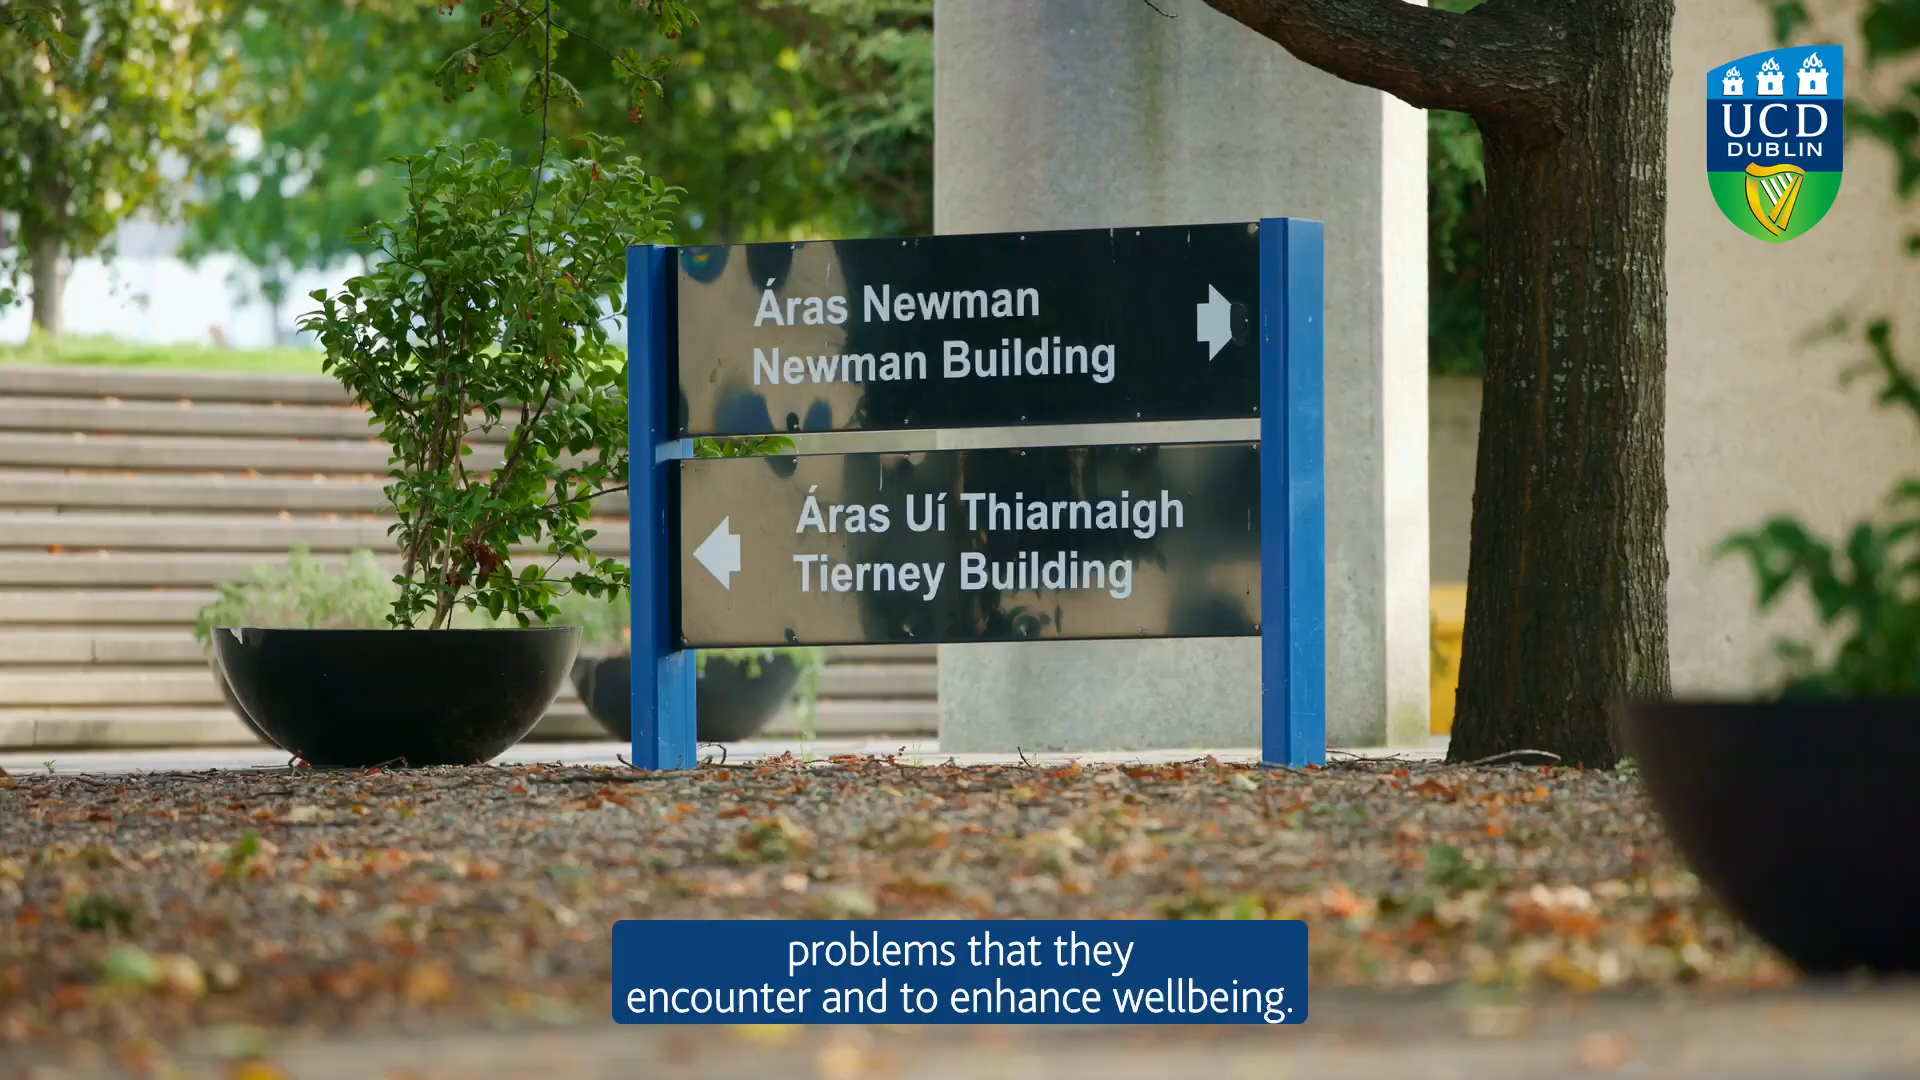 UCD
DUBLIN
Áras Newman
Newman Building
Áras Uí Thiarnaigh
Tierney Building
problems that they
encounter and to enhance wellbeing.